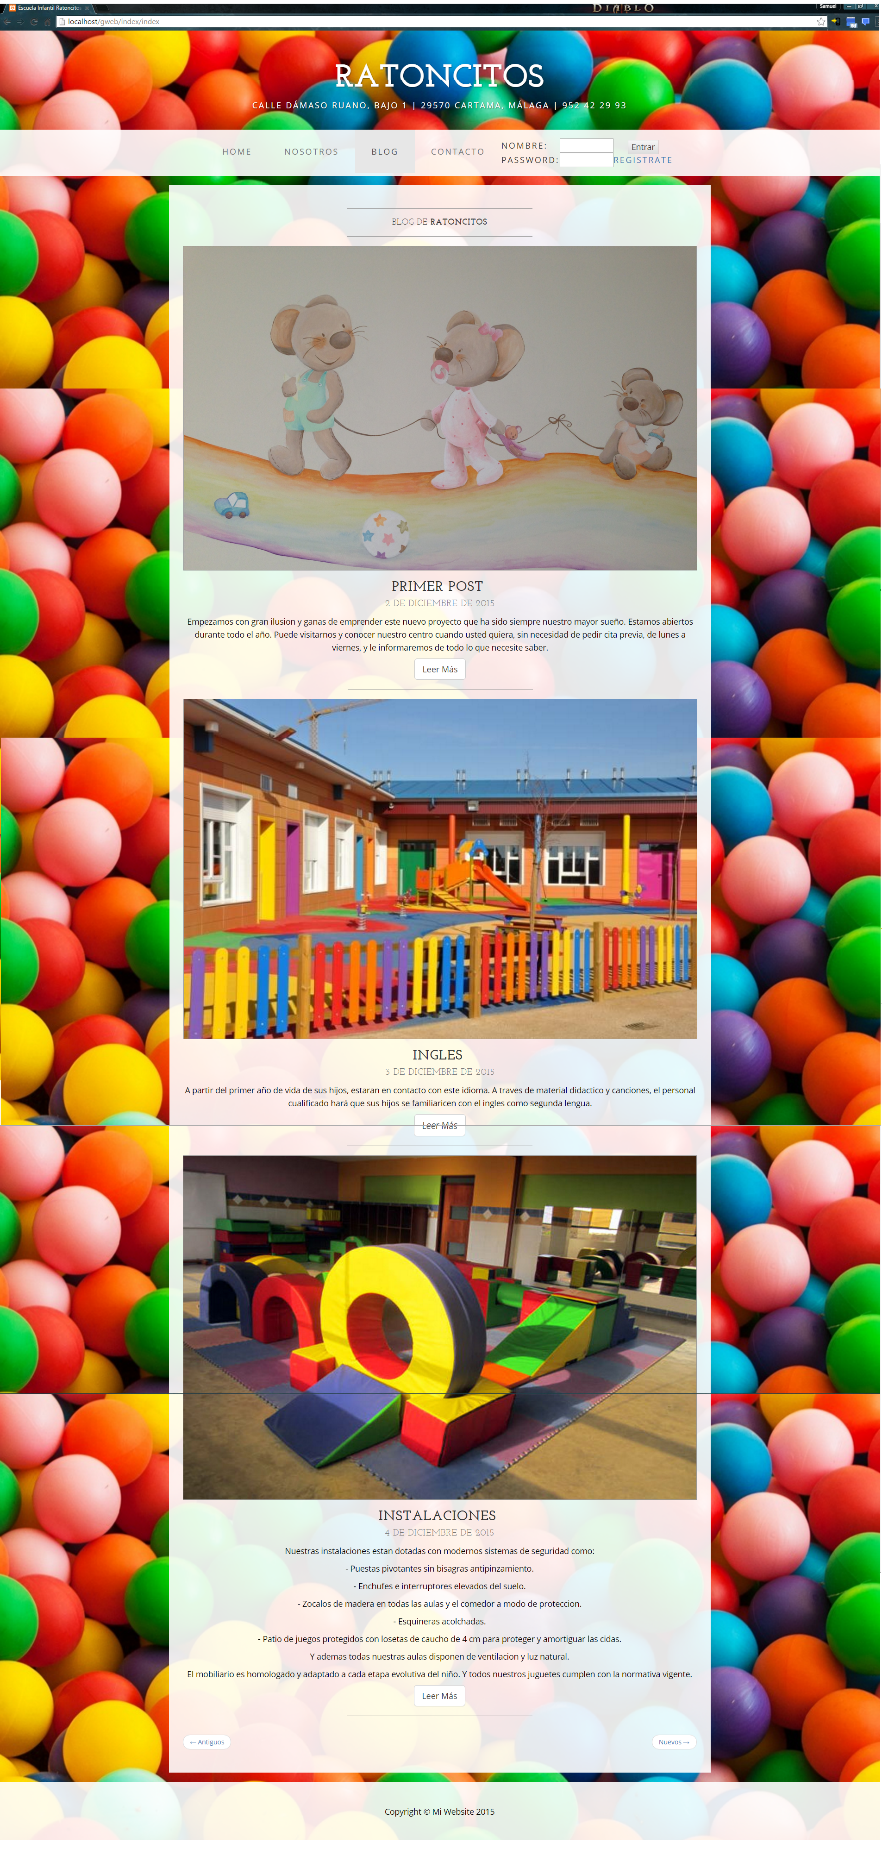 Escuela Infantil Ratoncitos
DIABLO
Samuel
localhost/gweb/index/index
RATONCITOS
CALLE DÁMASO RUANO, BAJO 1 | 29570 CARTAMA, MÁLAGA | 952 42 29 93
HOME NOSOTROS BLOG CONTACTO
NOMBRE: Entrar
PASSWORD: REGISTRATE
BLOG DE RATONCITOS
PRIMER POST
2 DE DICIEMBRE DE 2015
Empezamos con gran ilusion y ganas de emprender este nuevo proyecto que ha sido siempre nuestro mayor sueño. Estamos abiertos
durante todo el año. Puede visitarnos y conocer nuestro centro cuando usted quiera, sin necesidad de pedir cita previa, de lunes a
viernes, y le informaremos de todo lo que necesite saber.
Leer Más
INGLES
3 DE DICIEMBRE DE 2015
A partir del primer año de vida de sus hijos, estaran en contacto con este idioma. A traves de material didactico y canciones, el personal
cualificado hará que sus hijos se familiaricen con el ingles como segunda lengua.
Leer Más
INSTALACIONES
4 DE DICIEMBRE DE 2015
Nuestras instalaciones estan dotadas con modernos sistemas de seguridad como:
- Puestas pivotantes sin bisagras antipinzamiento.
- Enchufes e interruptores elevados del suelo.
- Zocalos de madera en todas las aulas y el comedor a modo de proteccion.
- Esquineras acolchadas.
- Patio de juegos protegidos con losetas de caucho de 4 cm para proteger y amortiguar las cidas.
Y ademas todas nuestras aulas disponen de ventilacion y luz natural.
El mobiliario es homologado y adaptado a cada etapa evolutiva del niño. Y todos nuestros juguetes cumplen con la normativa vigente.
Leer Más
← Antiguos
Nuevos →
Copyright © Mi Website 2015